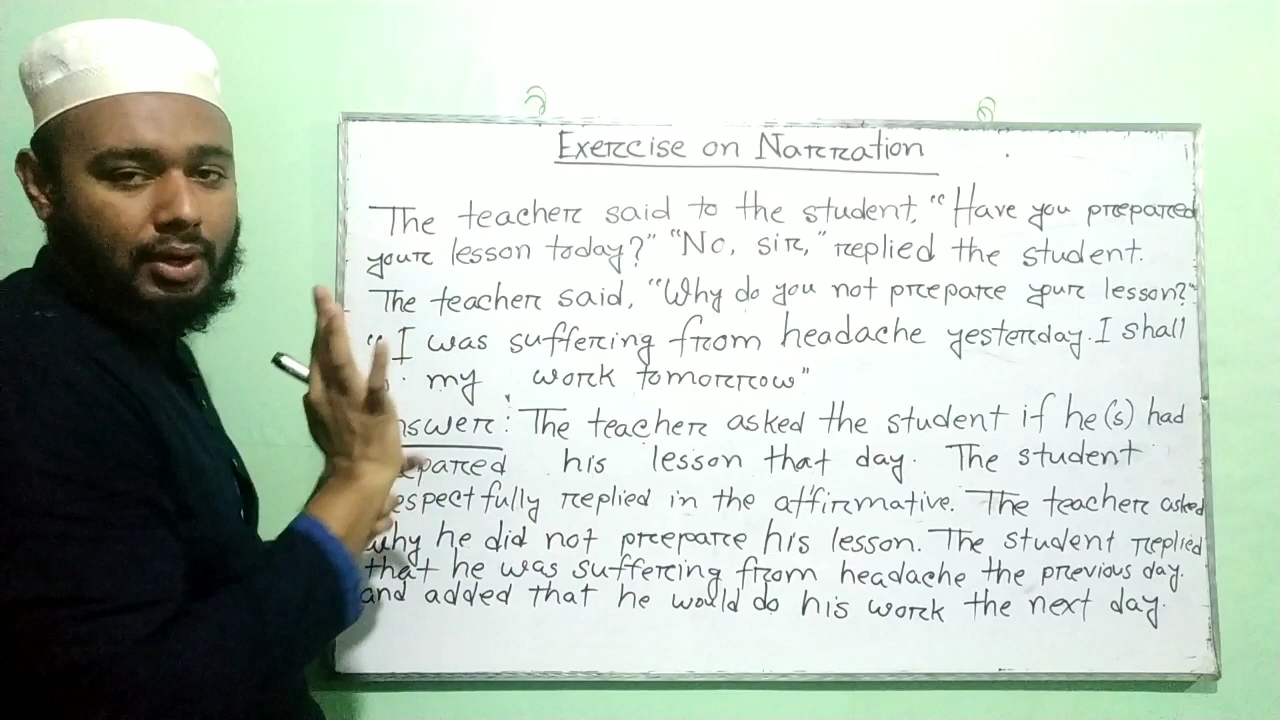 Exercise on Narration
The teacher said to the student, "Have you prepared
your lesson today?" "No, sir," replied the student.
The teacher said, "Why do you not prepare your lesson?"
"I was suffering from headache yesterday. I shall
my work tomorrow"
The teacher asked the student if he (s) had
his lesson that day. The student
replied in the affirmative. The teacher asked
why he did not prepare his lesson. The student replied
that he was suffering from headache the previous day.
and added that he would do his work the next day.